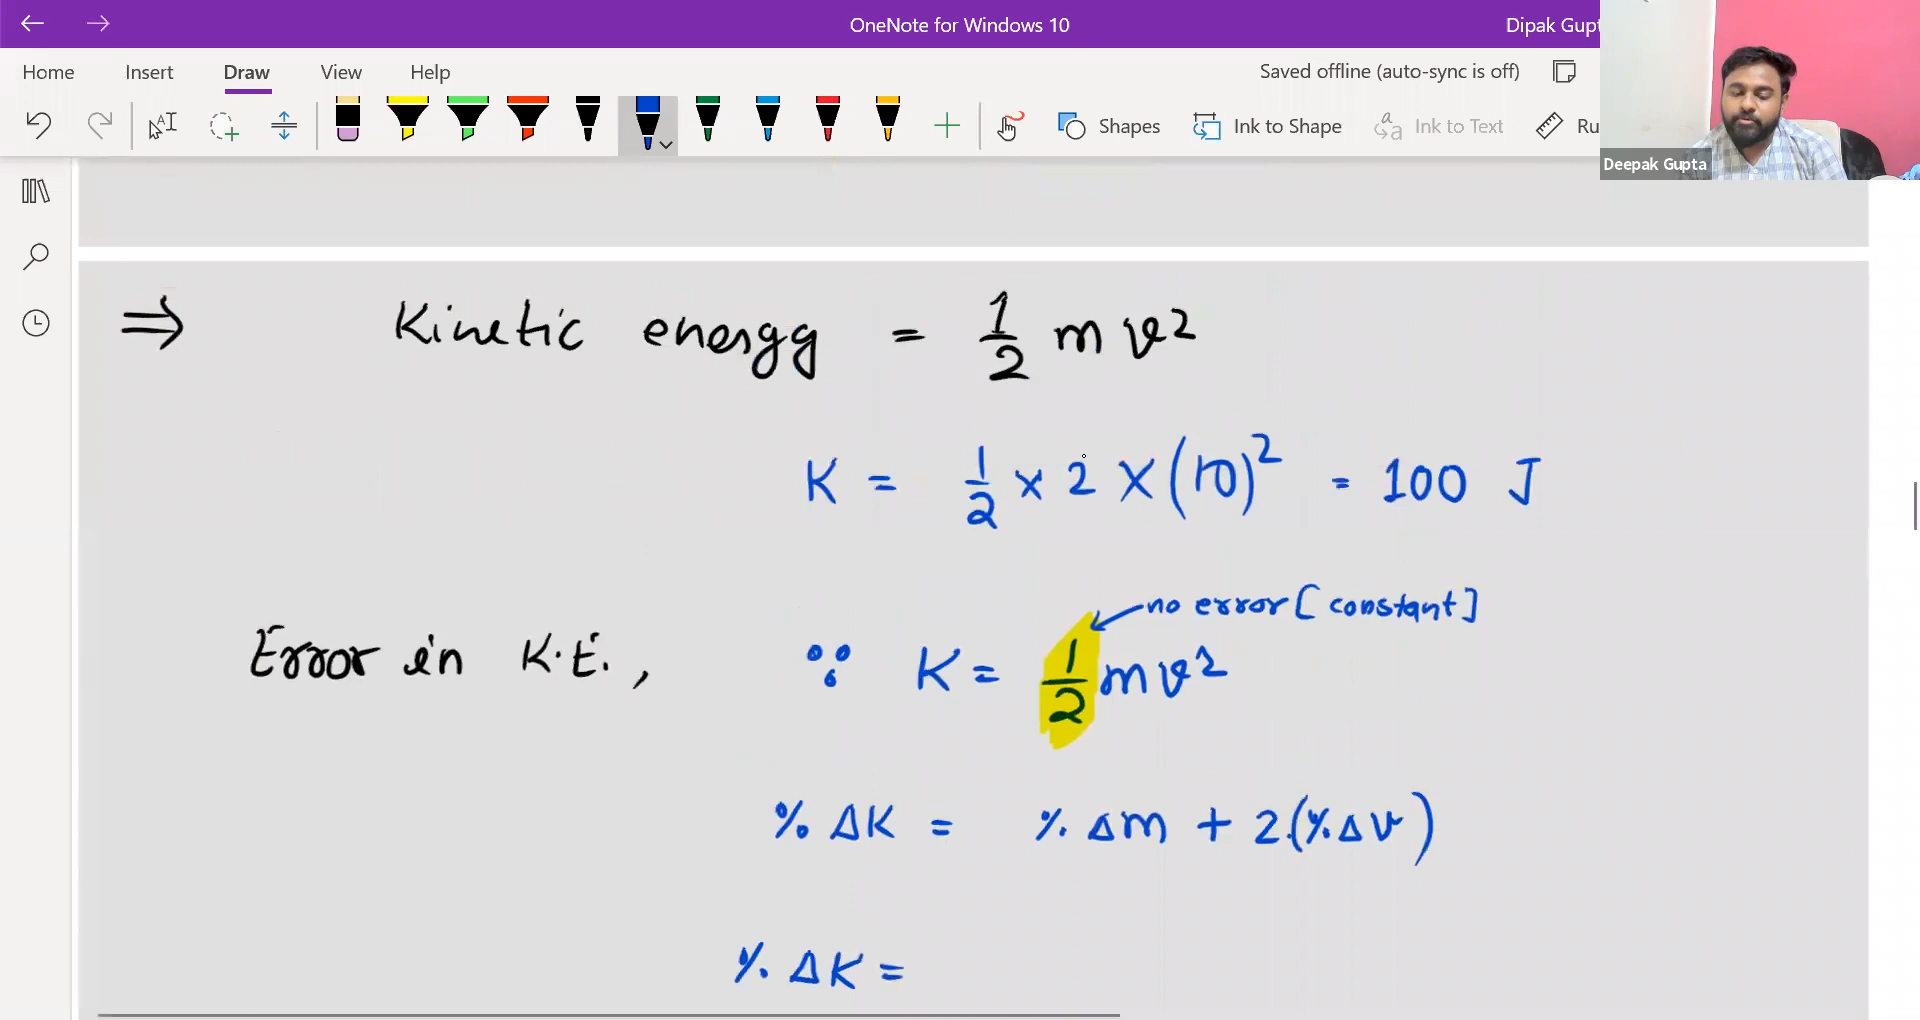 OneNote for Windows 10
Dipak Gupt
Home Insert Draw View Help
Saved offline (auto-sync is off)
Shapes Ink to Shape Ink to Text Ru
Deepak Gupta
⇒ Kinetic energg = 1/2 m v²
K = 1/2 × 2 × (10)² = 100 J
no error [constant]
Error in K.E., ∵ K = 1/2 m v²
% ΔK = % Δm + 2.(% Δv)
% ΔK =